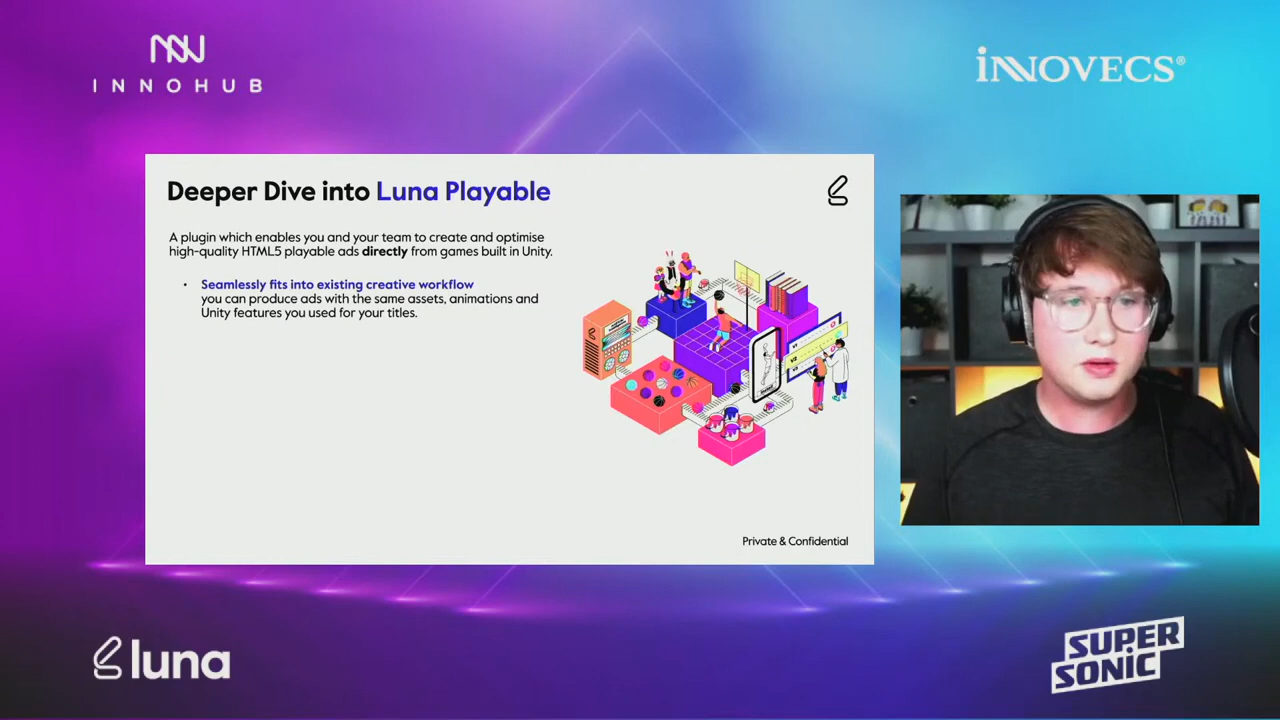 INNOHUB
iNNOVECS®
Deeper Dive into Luna Playable
A plugin which enables you and your team to create and optimise
high-quality HTML5 playable ads directly from games built in Unity.
• Seamlessly fits into existing creative workflow
you can produce ads with the same assets, animations and
Unity features you used for your titles.
Private & Confidential
luna
SUPER
SONIC